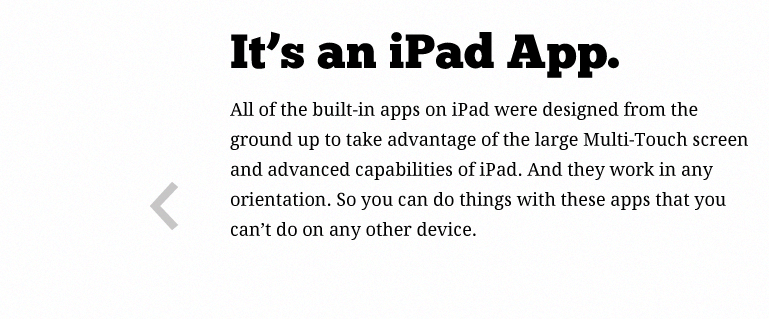 It’s an iPad App.
All of the built-in apps on iPad were designed from the
ground up to take advantage of the large Multi-Touch screen
and advanced capabilities of iPad. And they work in any
orientation. So you can do things with these apps that you
can’t do on any other device.